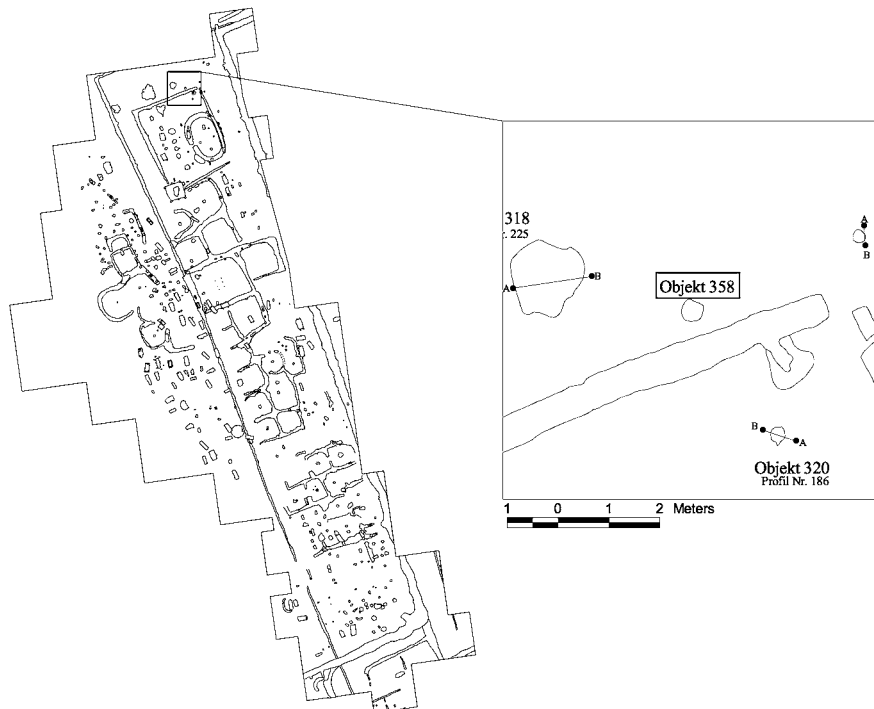 318
r. 225
A
B
A
B
Objekt 358
B
A
Objekt 320
Profil Nr. 186
1 0 1 2 Meters